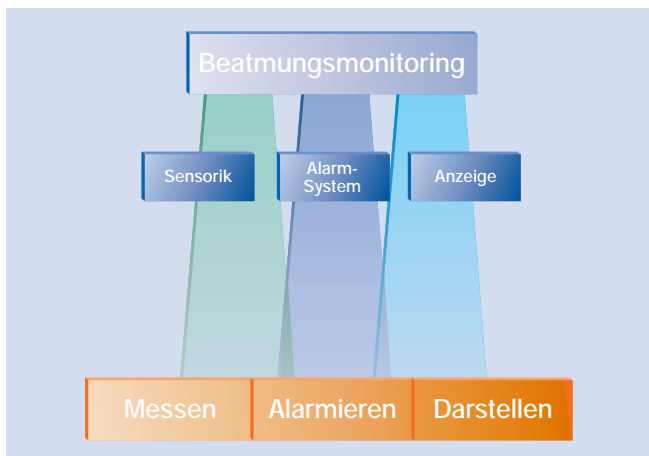 Beatmungsmonitoring
Sensorik
Alarm-
System
Anzeige
Messen
Alarmieren
Darstellen